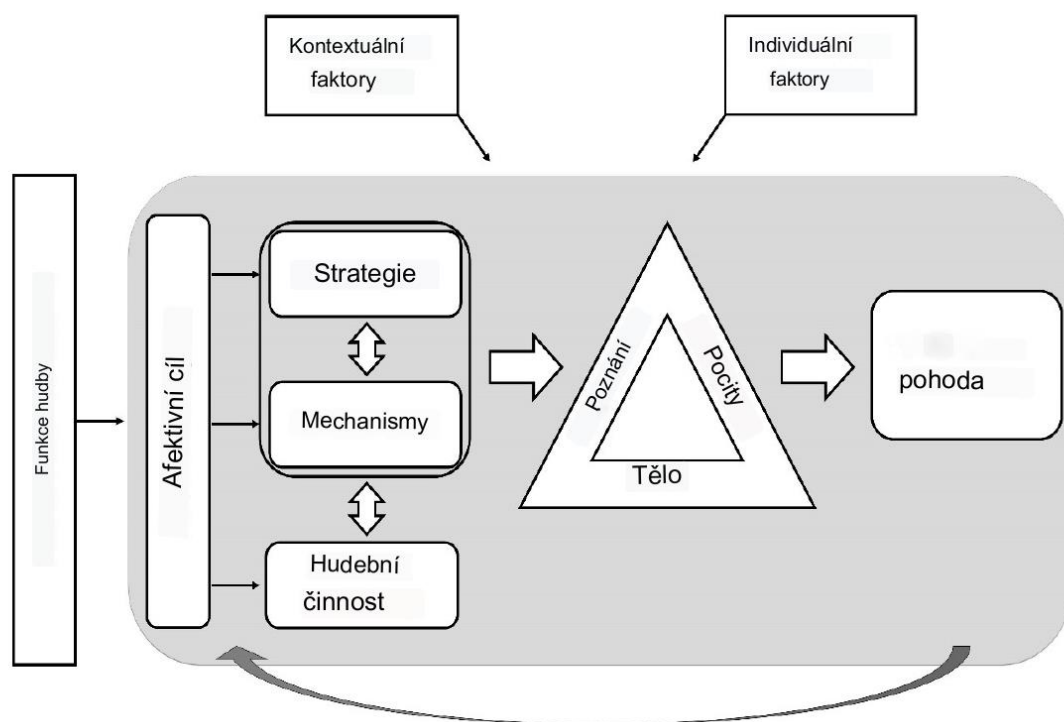 Kontextuální
faktory
Individuální
faktory
Funkce hudby
Afektivní cíl
Strategie
Mechanismy
Hudební
činnost
Poznání
Pocity
Tělo
pohoda